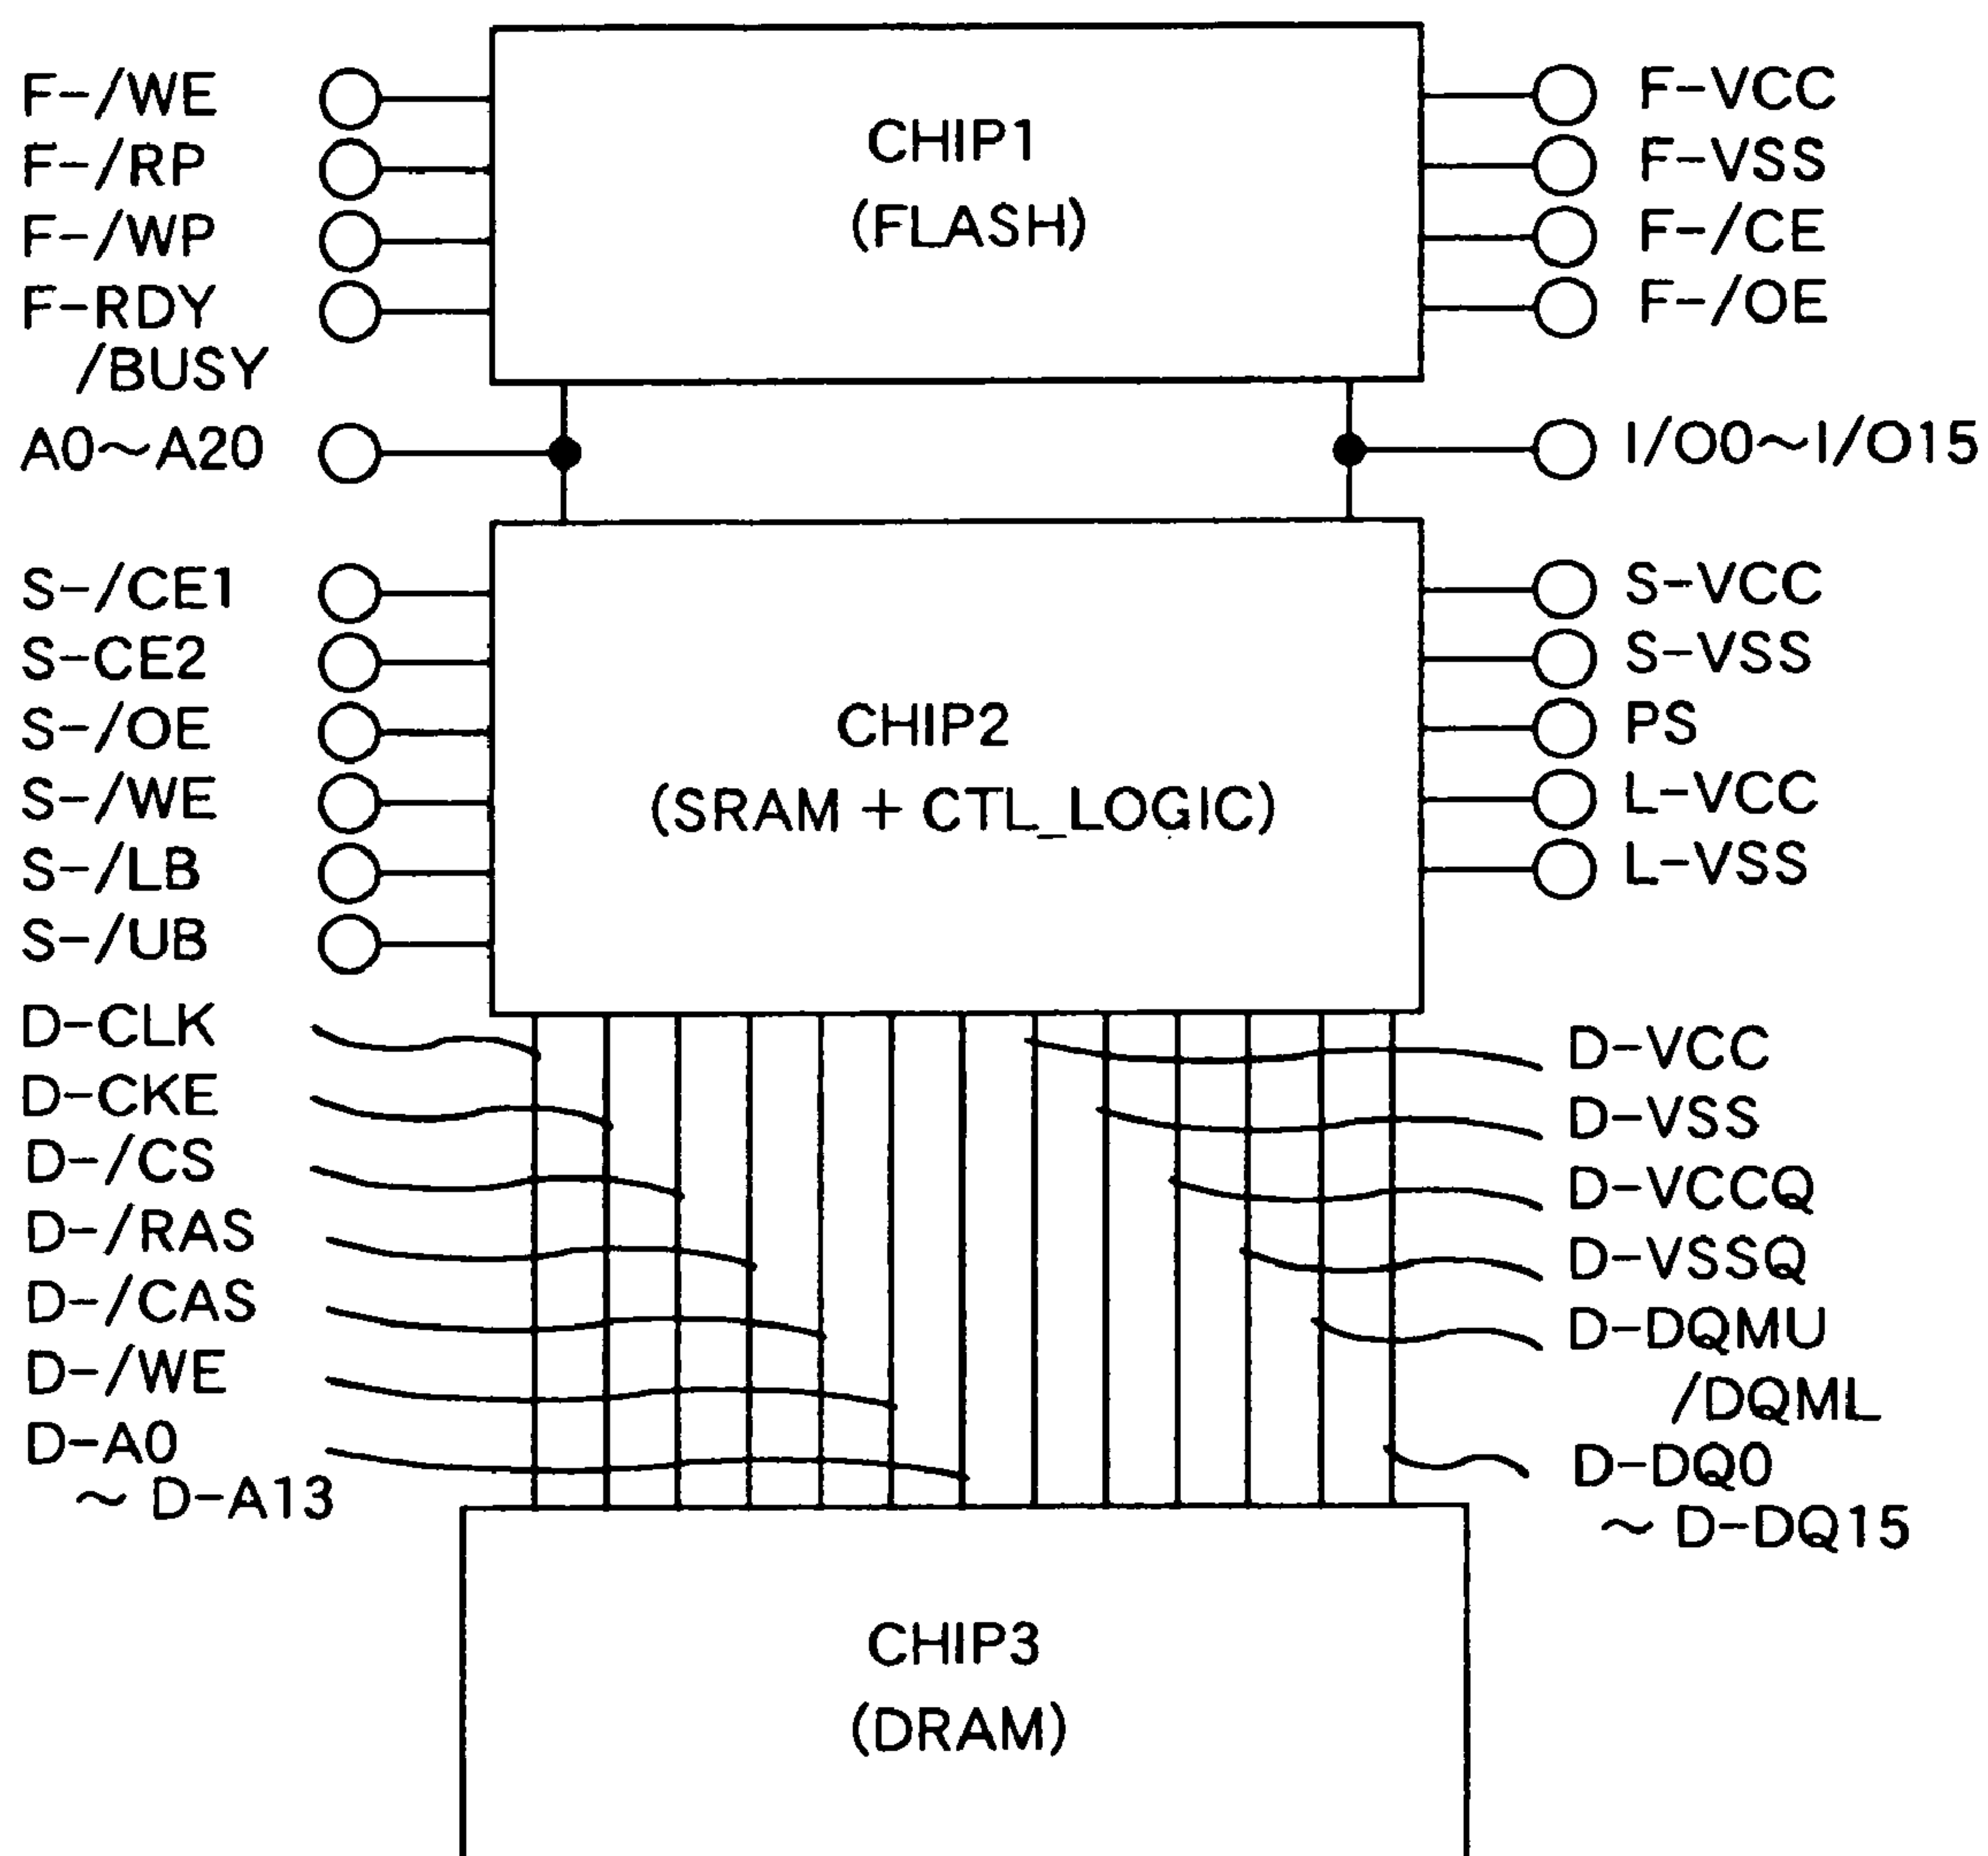 F-/WE
F-/RP
F-/WP
F-RDY
/BUSY
A0~A20
CHIP1
(FLASH)
F-VCC
F-VSS
F-/CE
F-/OE
I/O0~I/O15
S-/CE1
S-CE2
S-/OE
S-/WE
S-/LB
S-/UB
CHIP2
(SRAM + CTL_LOGIC)
S-VCC
S-VSS
PS
L-VCC
L-VSS
D-CLK
D-CKE
D-/CS
D-/RAS
D-/CAS
D-/WE
D-A0
~ D-A13
D-VCC
D-VSS
D-VCCQ
D-VSSQ
D-DQMU
/DQML
D-DQ0
~ D-DQ15
CHIP3
(DRAM)